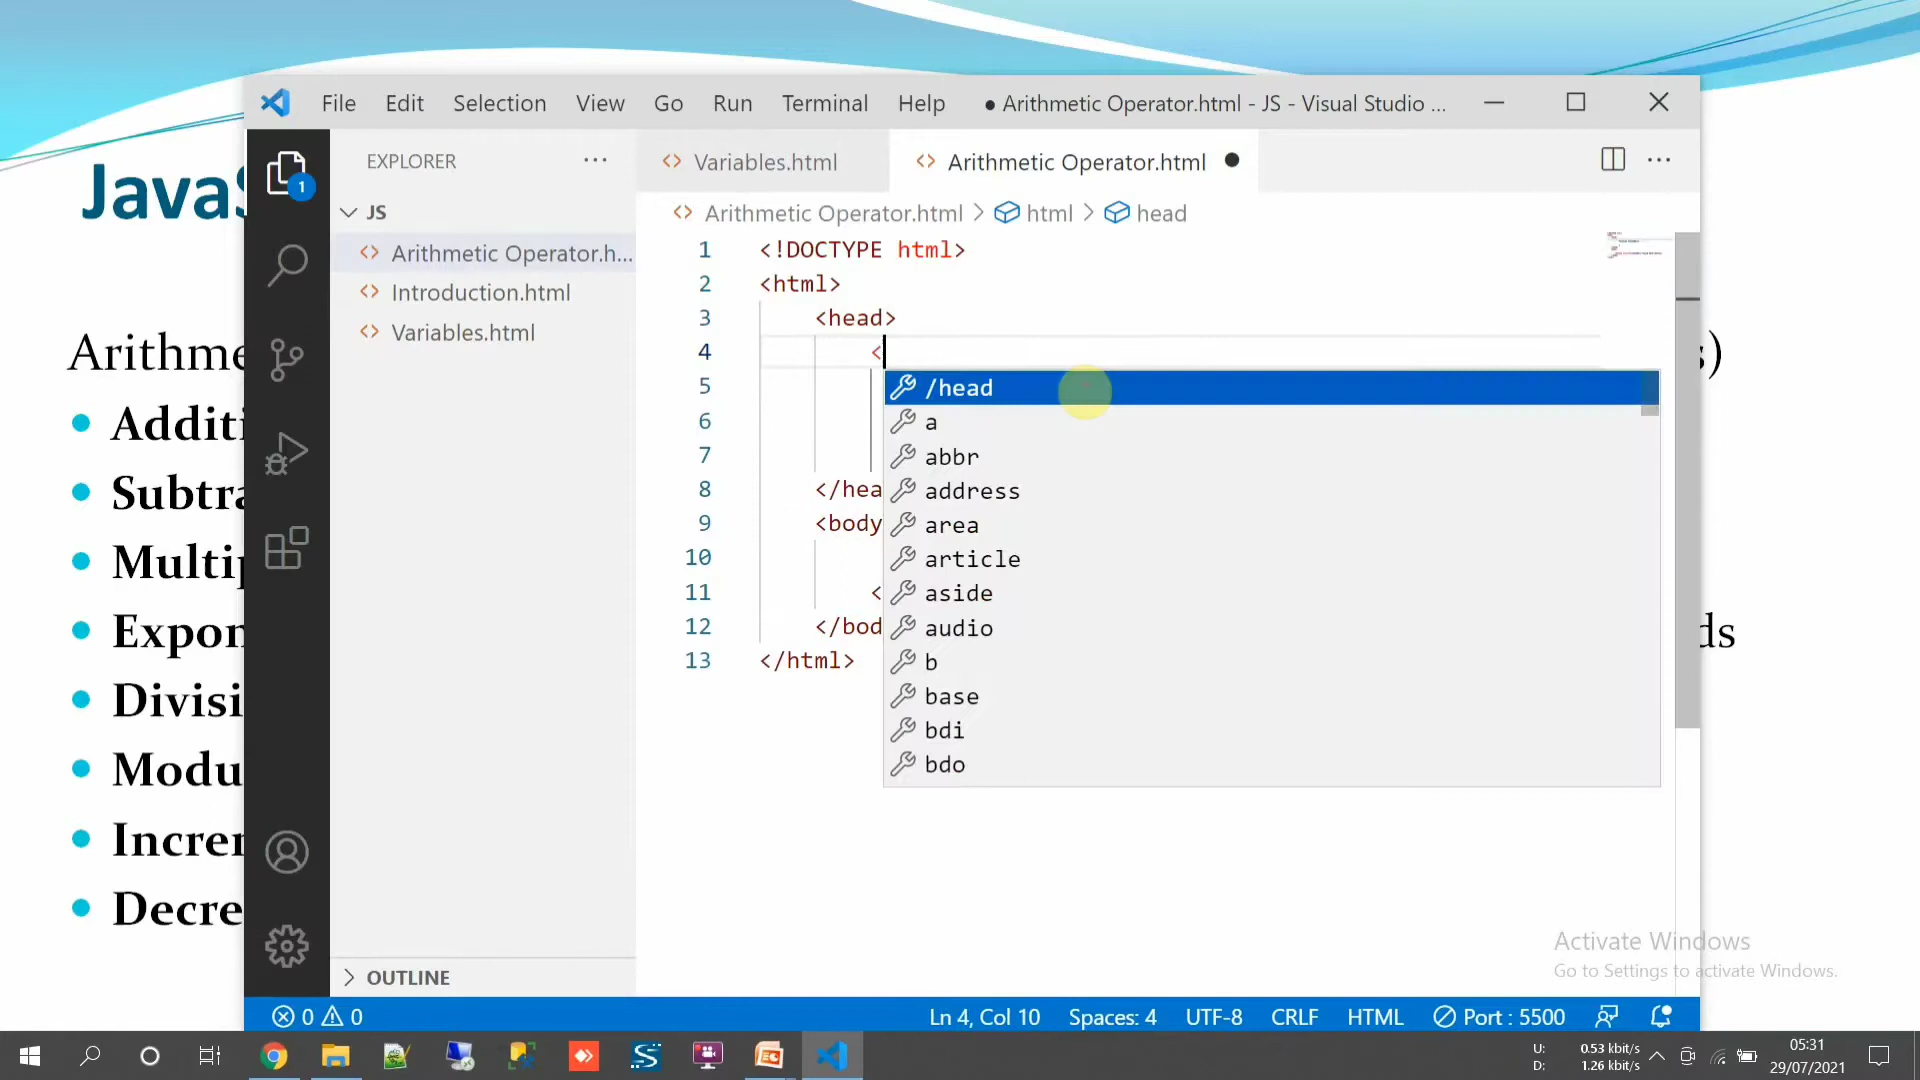 File Edit Selection View Go Run Terminal Help ● Arithmetic Operator.html - JS - Visual Studio ...
EXPLORER ...
Variables.html
Arithmetic Operator.html
JS
Arithmetic Operator.html > html > head
Arithmetic Operator.h...
Introduction.html
Variables.html
1 <!DOCTYPE html>
2 <html>
3 <head>
4 <
5
6
7
8 </hea
9 <body
10
11 <
12 </bod
13 </html>
/head
a
abbr
address
area
article
aside
audio
b
base
bdi
bdo
OUTLINE
0 0
Ln 4, Col 10 Spaces: 4 UTF-8 CRLF HTML Port : 5500
JavaS
Arithme s)
Additi
Subtra
Multip
Expon ds
Divisi
Modu
Increm
Decre
Activate Windows
Go to Settings to activate Windows.
U: 0.53 kbit/s
D: 1.26 kbit/s
05:31
29/07/2021